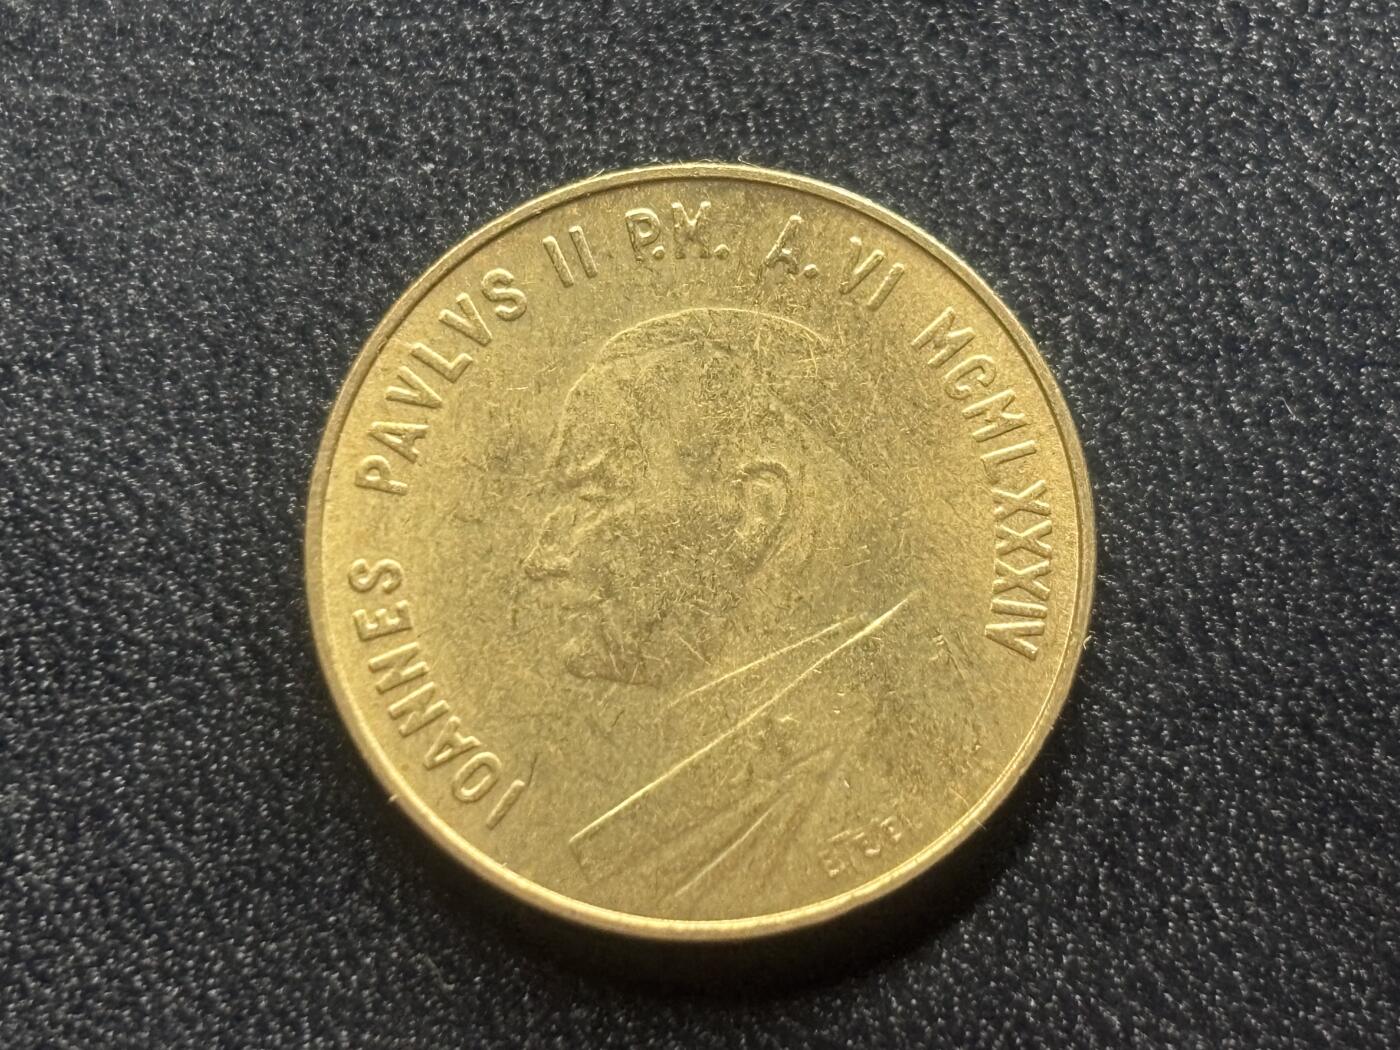 IOANNES PAVLVS II P.M. A. VI MCMLXXXIV